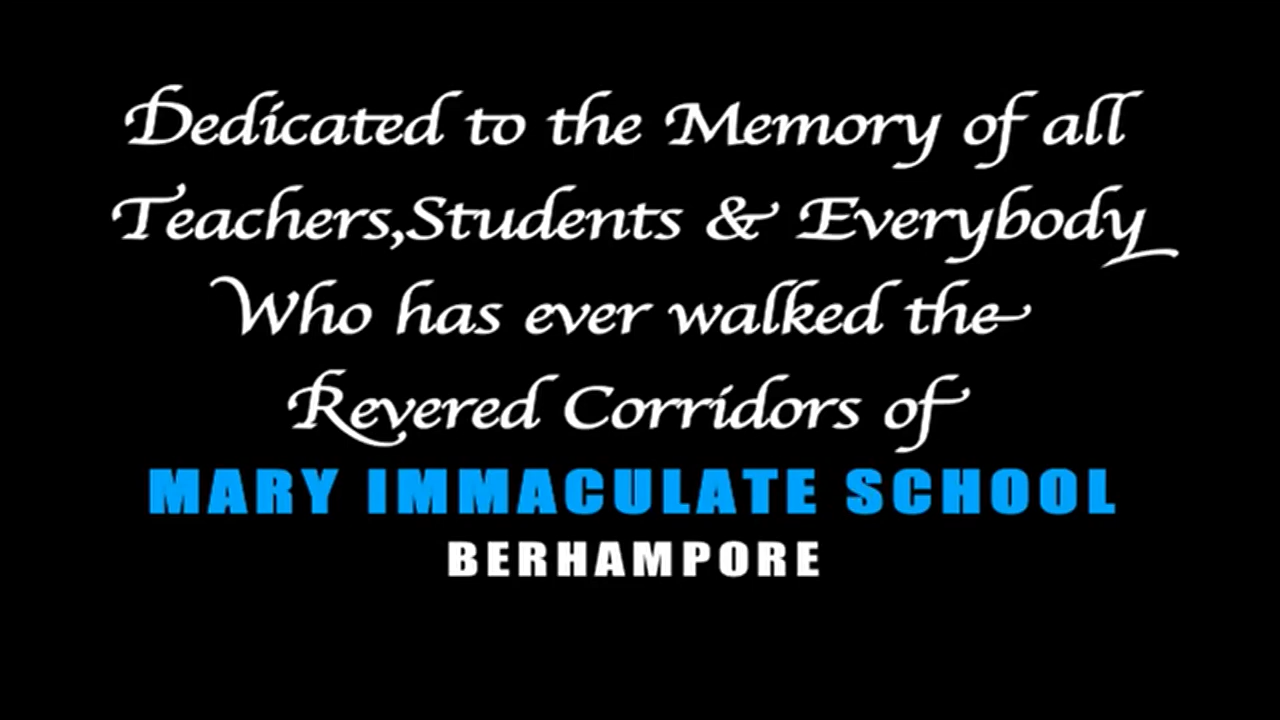 Dedicated to the Memory of all
Teachers,Students & Everybody
Who has ever walked the
Revered Corridors of
MARY IMMACULATE SCHOOL
BERHAMPORE